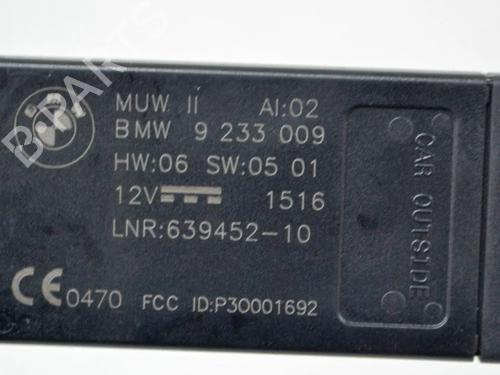 B-PARTS
BMW
MUW II AI:02
BMW 9 233 009
HW:06 SW:05 01
12V 1516
LNR:639452-10
CE 0470 FCC ID:P30001692
CAR OUTSIDE